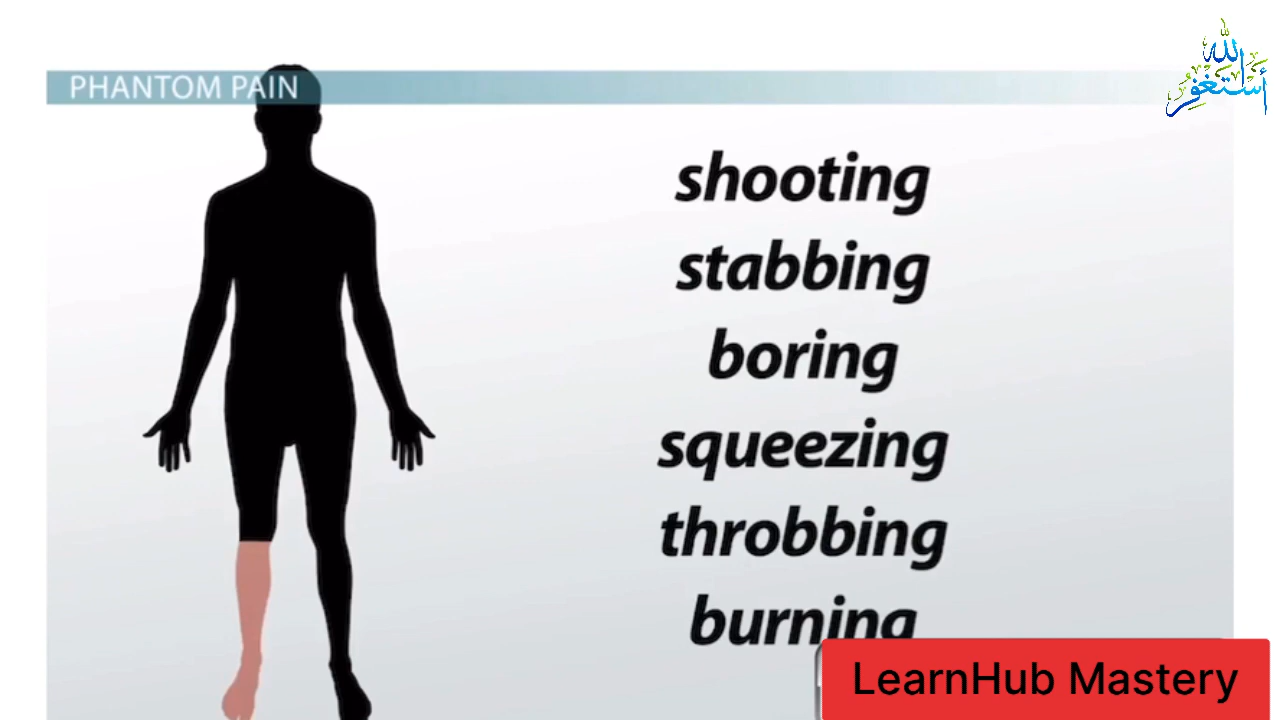 PHANTOM PAIN
أستغفر الله
shooting
stabbing
boring
squeezing
throbbing
burning
LearnHub Mastery